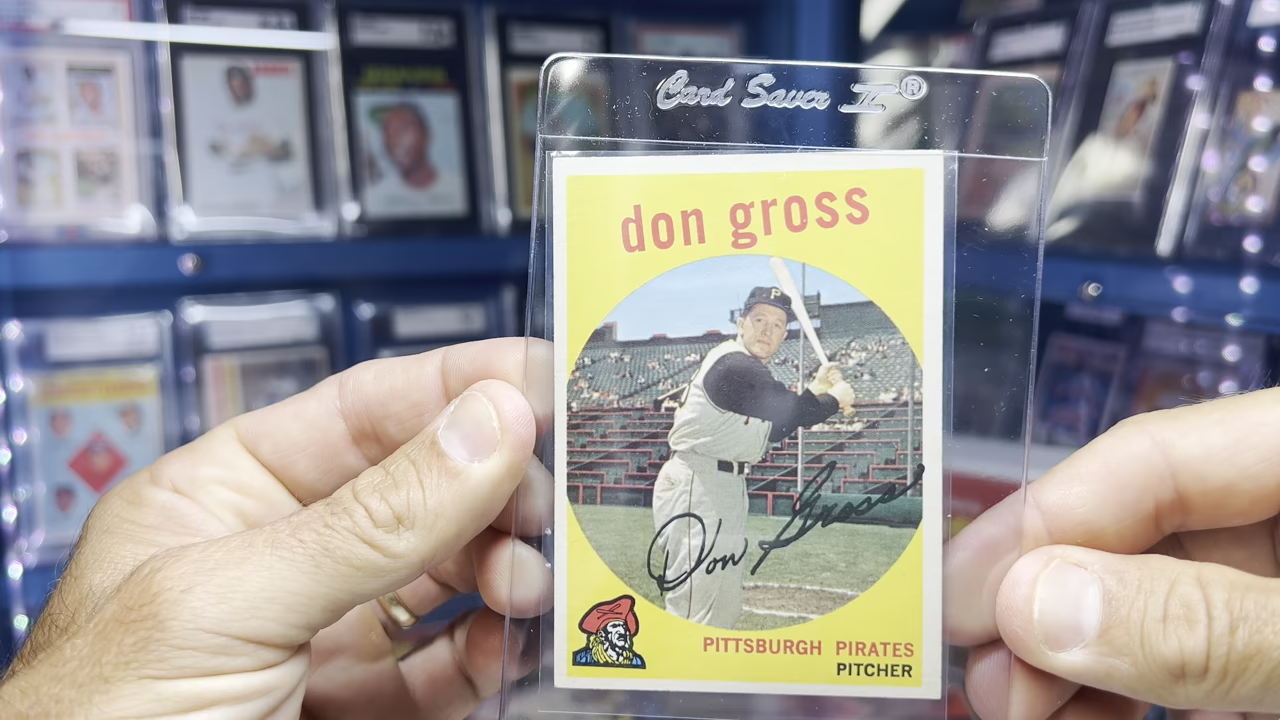 Card Saver II®
don gross
P
Don Gross
PITTSBURGH PIRATES
PITCHER